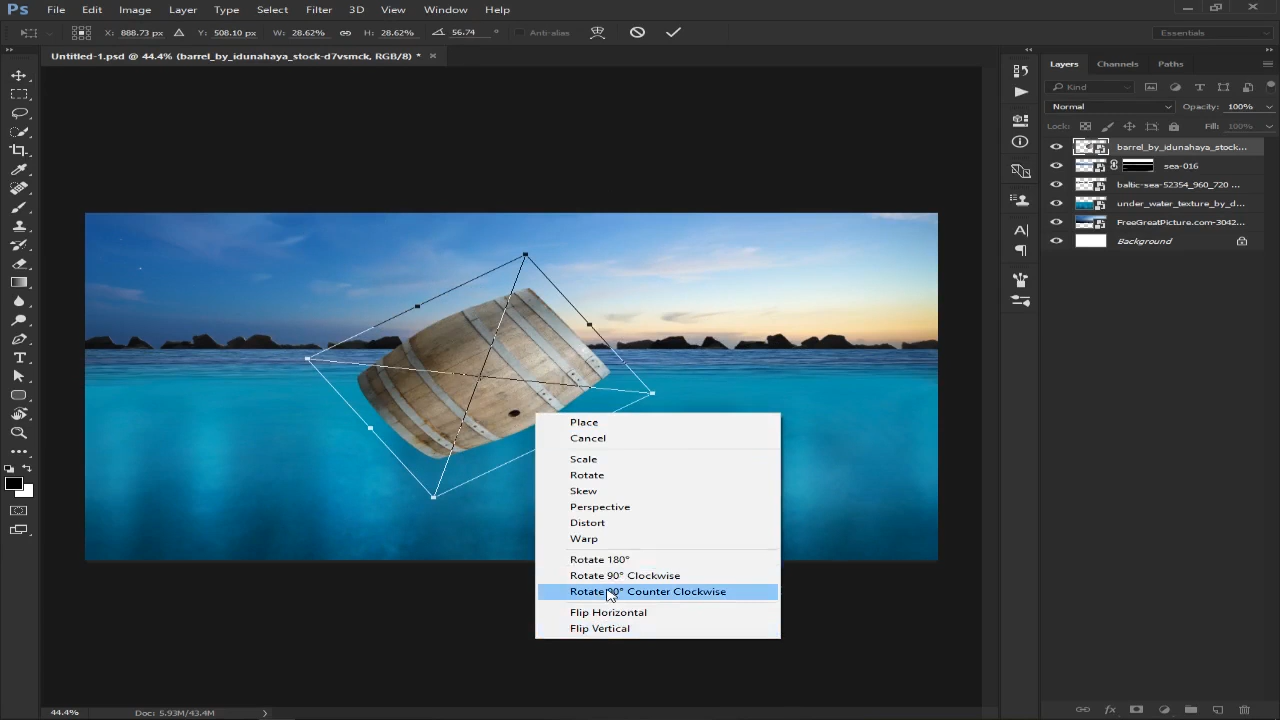 Ps File Edit Image Layer Type Select Filter 3D View Window Help
X: 888.73 px Y: 508.10 px W: 28.62% H: 28.62% 56.74 ° Anti-alias Essentials
Untitled-1.psd @ 44.4% (barrel_by_idunahaya_stock-d7vsmck, RGB/8) * ×
Layers Channels Paths
Kind
Normal Opacity: 100%
Lock: Fill: 100%
barrel_by_idunahaya_stock...
sea-016
baltic-sea-52354_960_720 ...
under_water_texture_by_d...
FreeGreatPicture.com-3042...
Background
Place
Cancel
Scale
Rotate
Skew
Perspective
Distort
Warp
Rotate 180°
Rotate 90° Clockwise
Rotate 90° Counter Clockwise
Flip Horizontal
Flip Vertical
44.4% Doc: 5.93M/43.4M